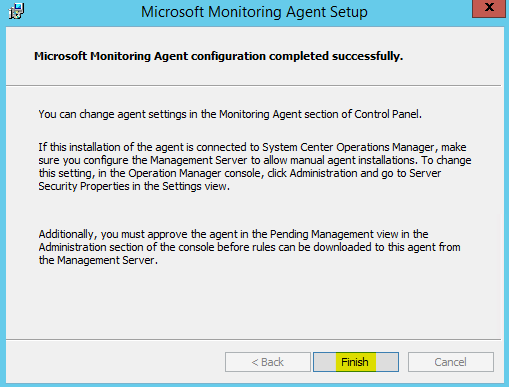 Microsoft Monitoring Agent Setup
X
Microsoft Monitoring Agent configuration completed successfully.
You can change agent settings in the Monitoring Agent section of Control Panel.
If this installation of the agent is connected to System Center Operations Manager, make
sure you configure the Management Server to allow manual agent installations. To change
this setting, in the Operation Manager console, click Administration and go to Server
Security Properties in the Settings view.
Additionally, you must approve the agent in the Pending Management view in the
Administration section of the console before rules can be downloaded to this agent from
the Management Server.
< Back Finish Cancel